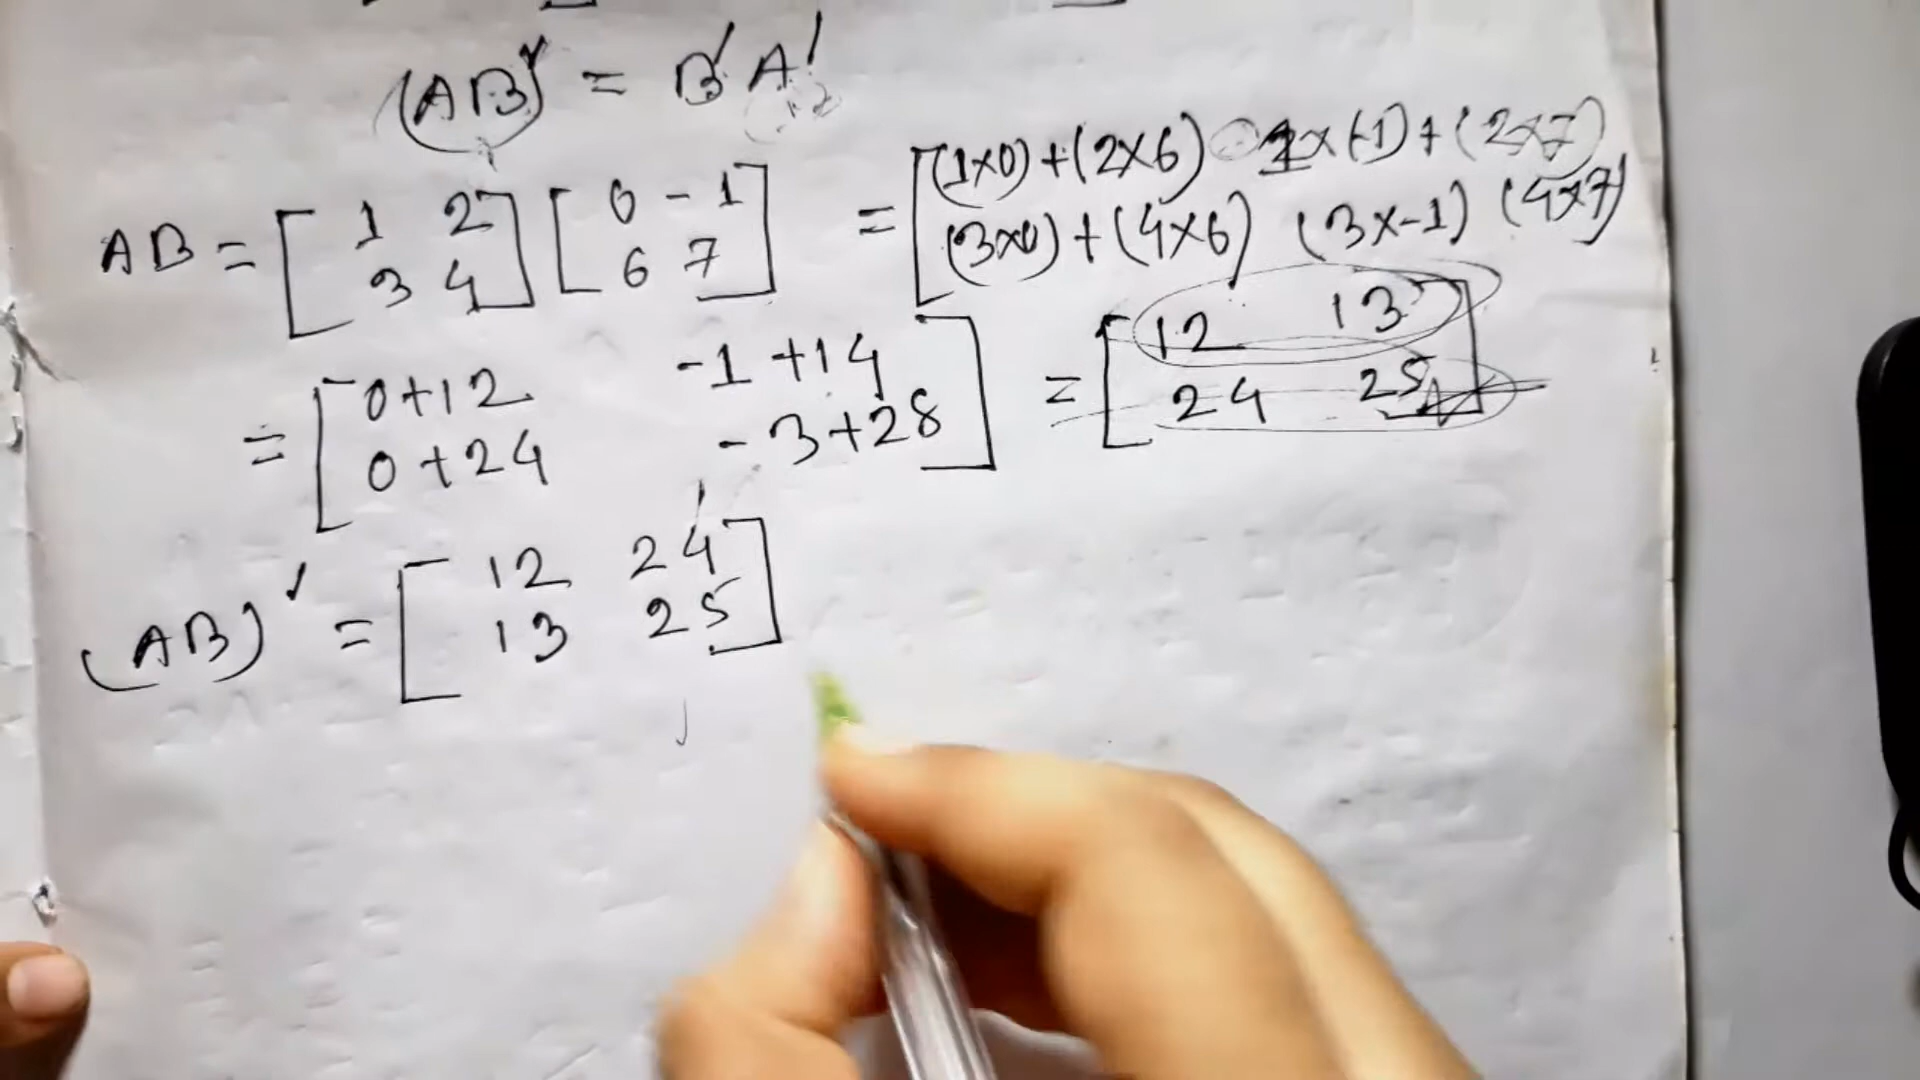 (AB)' = B'A'
AB = [1 2 3 4] [0 -1 6 7] = [(1×0)+(2×6) 1×(-1)+(2×7)
(3×0)+(4×6) (3×-1) (4×7)
= [0+12 -1+14
0+24 -3+28] = [12 13
24 25]
(AB)' = [12 24
13 25]